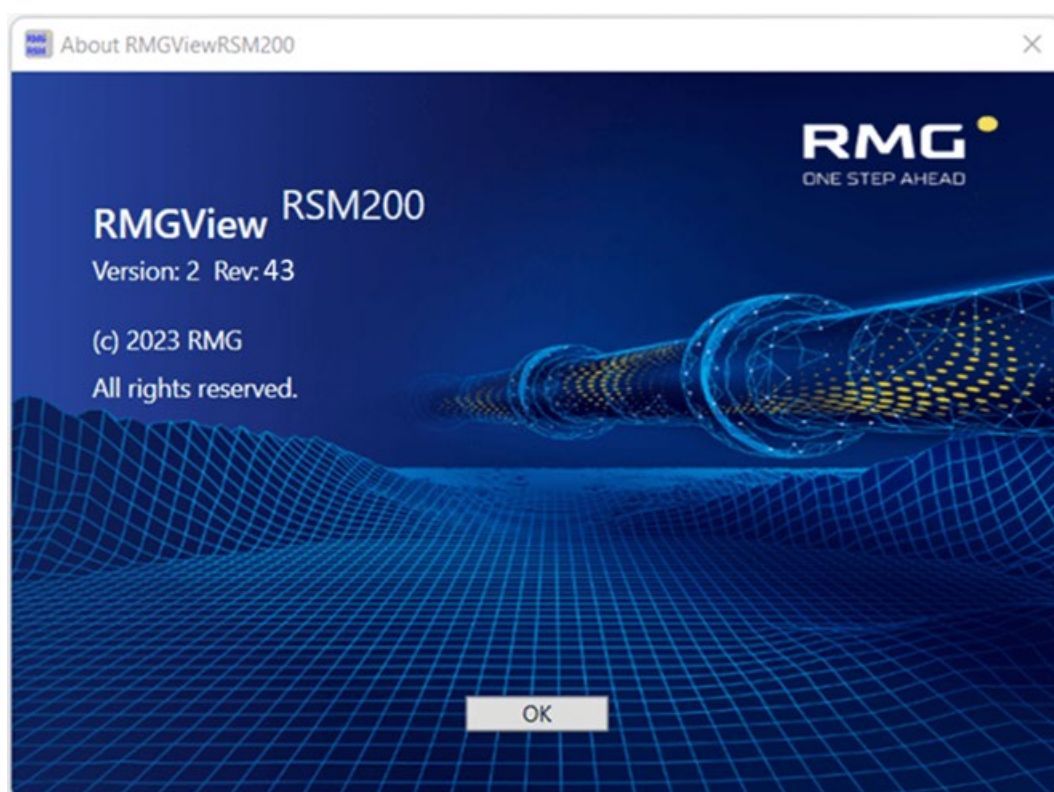 About RMGViewRSM200
RMG
ONE STEP AHEAD
RMGView RSM200
Version: 2 Rev: 43
(c) 2023 RMG
All rights reserved.
OK